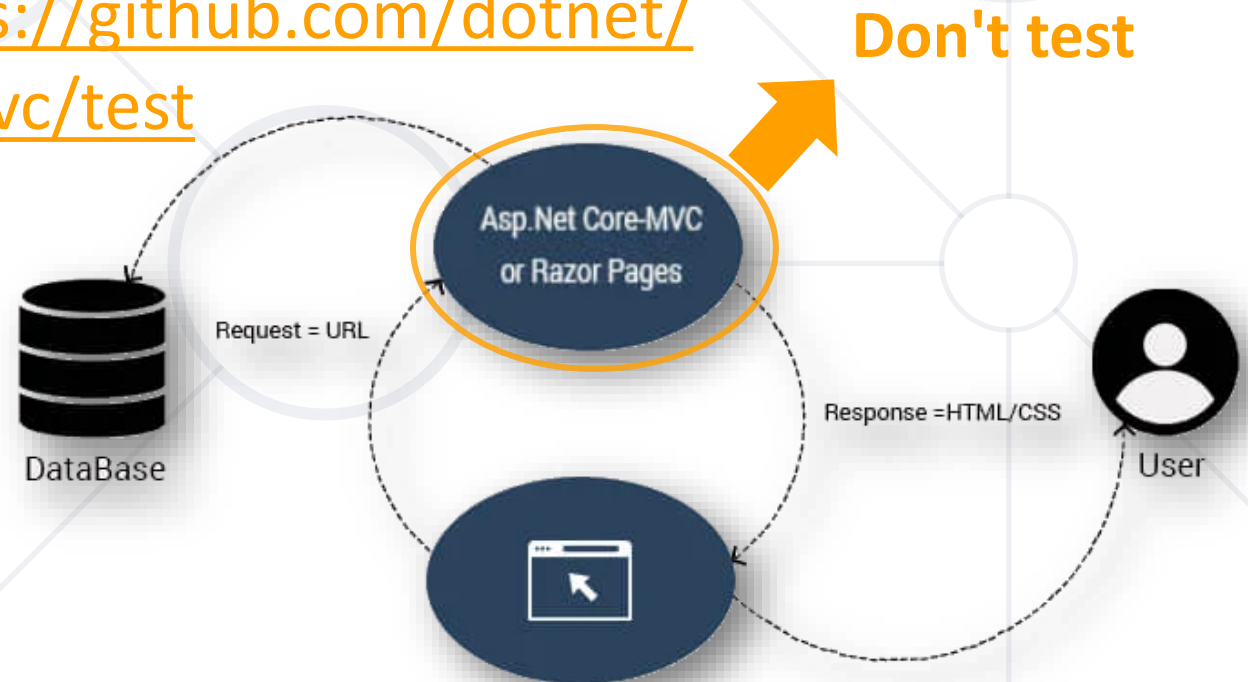 s://github.com/dotnet/
vc/test
Don't test
Asp.Net Core-MVC
or Razor Pages
Request = URL
Response =HTML/CSS
DataBase
User